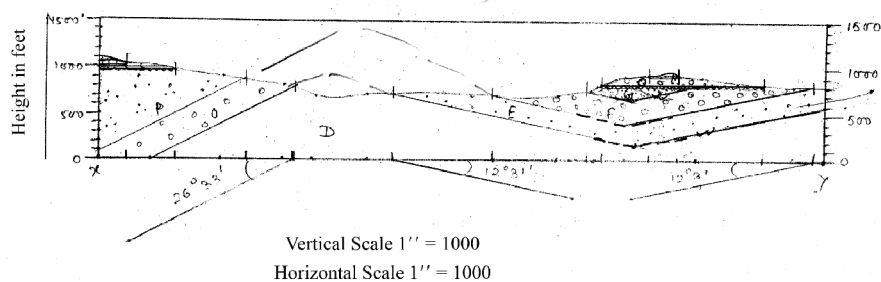 1500'
1500
Height in feet
1000
1000
500
500
0
0
P
O
D
E
F
x
y
26°33'
12°31'
12°31'
Vertical Scale 1'' = 1000
Horizontal Scale 1'' = 1000